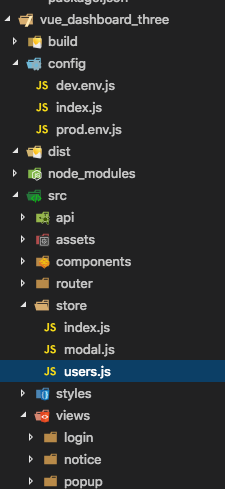 package.json
vue_dashboard_three
build
config
JS dev.env.js
JS index.js
JS prod.env.js
dist
node_modules
src
api
assets
components
router
store
JS index.js
JS modal.js
JS users.js
styles
views
login
notice
popup